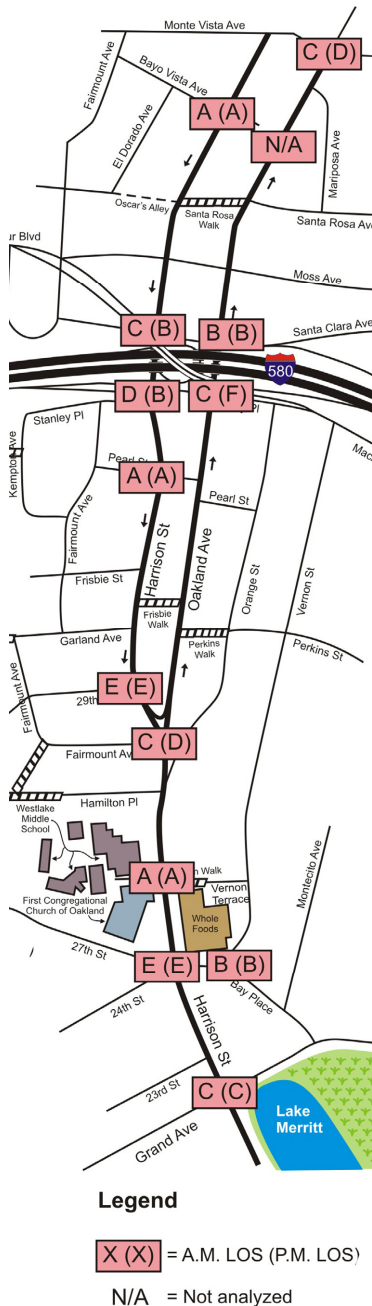 Monte Vista Ave
C (D)
Bayo Vista Ave
Fairmount Ave
A (A)
El Dorado Ave
N/A
Mariposa Ave
Oscar's Alley
Santa Rosa
Walk
Santa Rosa Ave
ur Blvd
Moss Ave
C (B)
B (B)
Santa Clara Ave
580
D (B)
C (F)
Pl
Stanley Pl
Mac
Kempton Ave
Pearl St
A (A)
Pearl St
Fairmount Ave
Harrison St
Oakland Ave
Orange St
Vernon St
Frisbie St
Frisbie
Walk
Garland Ave
Perkins
Walk
Perkins St
E (E)
29th
Fairmount Ave
C (D)
Fairmount Av
Hamilton Pl
Westlake
Middle
School
Montecito Ave
A (A)
n Walk
Vernon
Terrace
First Congregational
Church of Oakland
Whole
Foods
27th St
E (E)
B (B)
Bay Place
24th St
Harrison St
23rd St
C (C)
Grand Ave
Lake
Merritt
Legend
X (X) = A.M. LOS (P.M. LOS)
N/A = Not analyzed